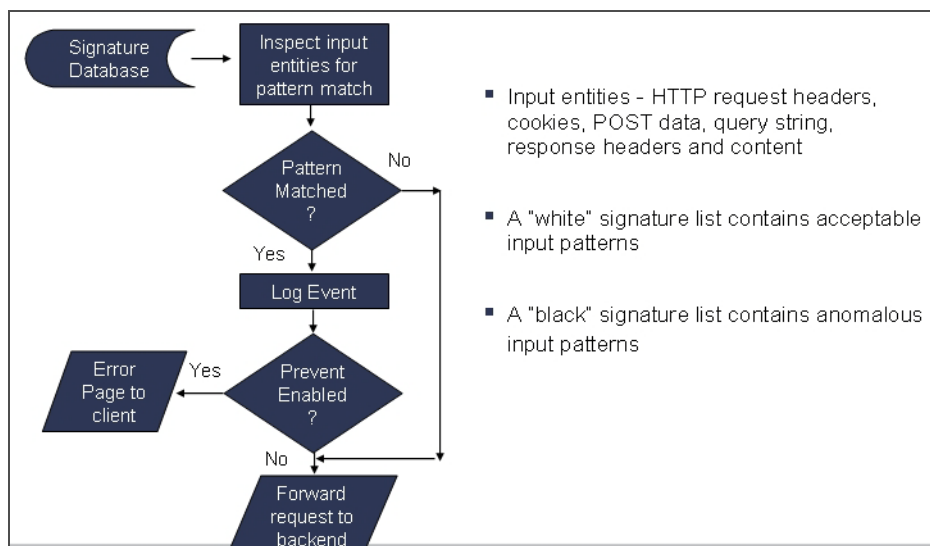 Signature
Database
Inspect input
entities for
pattern match
Pattern
Matched
?
No
Yes
Log Event
Error
Page to
client
Yes
Prevent
Enabled
?
No
Forward
request to
backend
▪ Input entities - HTTP request headers,
cookies, POST data, query string,
response headers and content
▪ A "white" signature list contains acceptable
input patterns
▪ A "black" signature list contains anomalous
input patterns